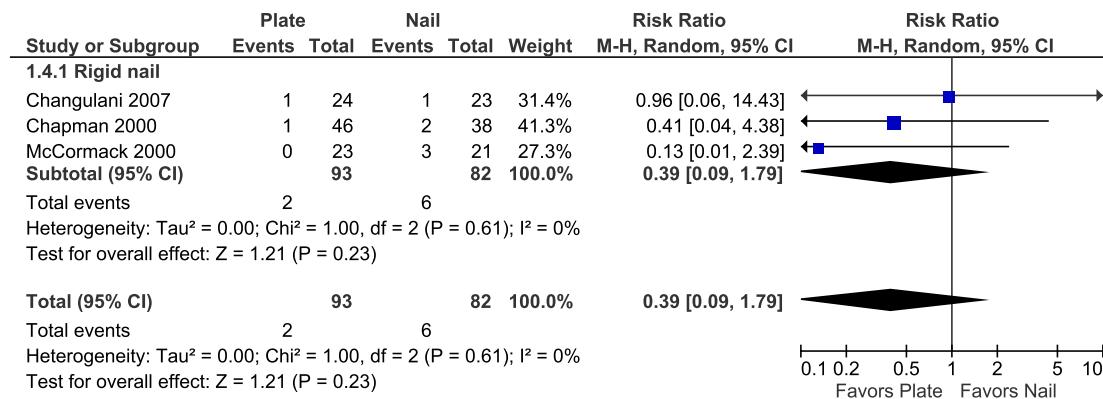 Plate Nail Risk Ratio Risk Ratio
Study or Subgroup Events Total Events Total Weight M-H, Random, 95% CI M-H, Random, 95% CI
1.4.1 Rigid nail
Changulani 2007 1 24 1 23 31.4% 0.96 [0.06, 14.43]
Chapman 2000 1 46 2 38 41.3% 0.41 [0.04, 4.38]
McCormack 2000 0 23 3 21 27.3% 0.13 [0.01, 2.39]
Subtotal (95% CI) 93 82 100.0% 0.39 [0.09, 1.79]
Total events 2 6
Heterogeneity: Tau² = 0.00; Chi² = 1.00, df = 2 (P = 0.61); I² = 0%
Test for overall effect: Z = 1.21 (P = 0.23)
Total (95% CI) 93 82 100.0% 0.39 [0.09, 1.79]
Total events 2 6
Heterogeneity: Tau² = 0.00; Chi² = 1.00, df = 2 (P = 0.61); I² = 0%
Test for overall effect: Z = 1.21 (P = 0.23)
0.1 0.2 0.5 1 2 5 10
Favors Plate Favors Nail